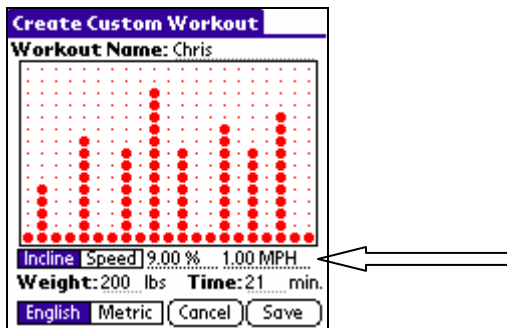 Create Custom Workout
Workout Name: Chris
Incline Speed 9.00 % 1.00 MPH
Weight: 200 lbs Time: 21 min.
English Metric Cancel Save